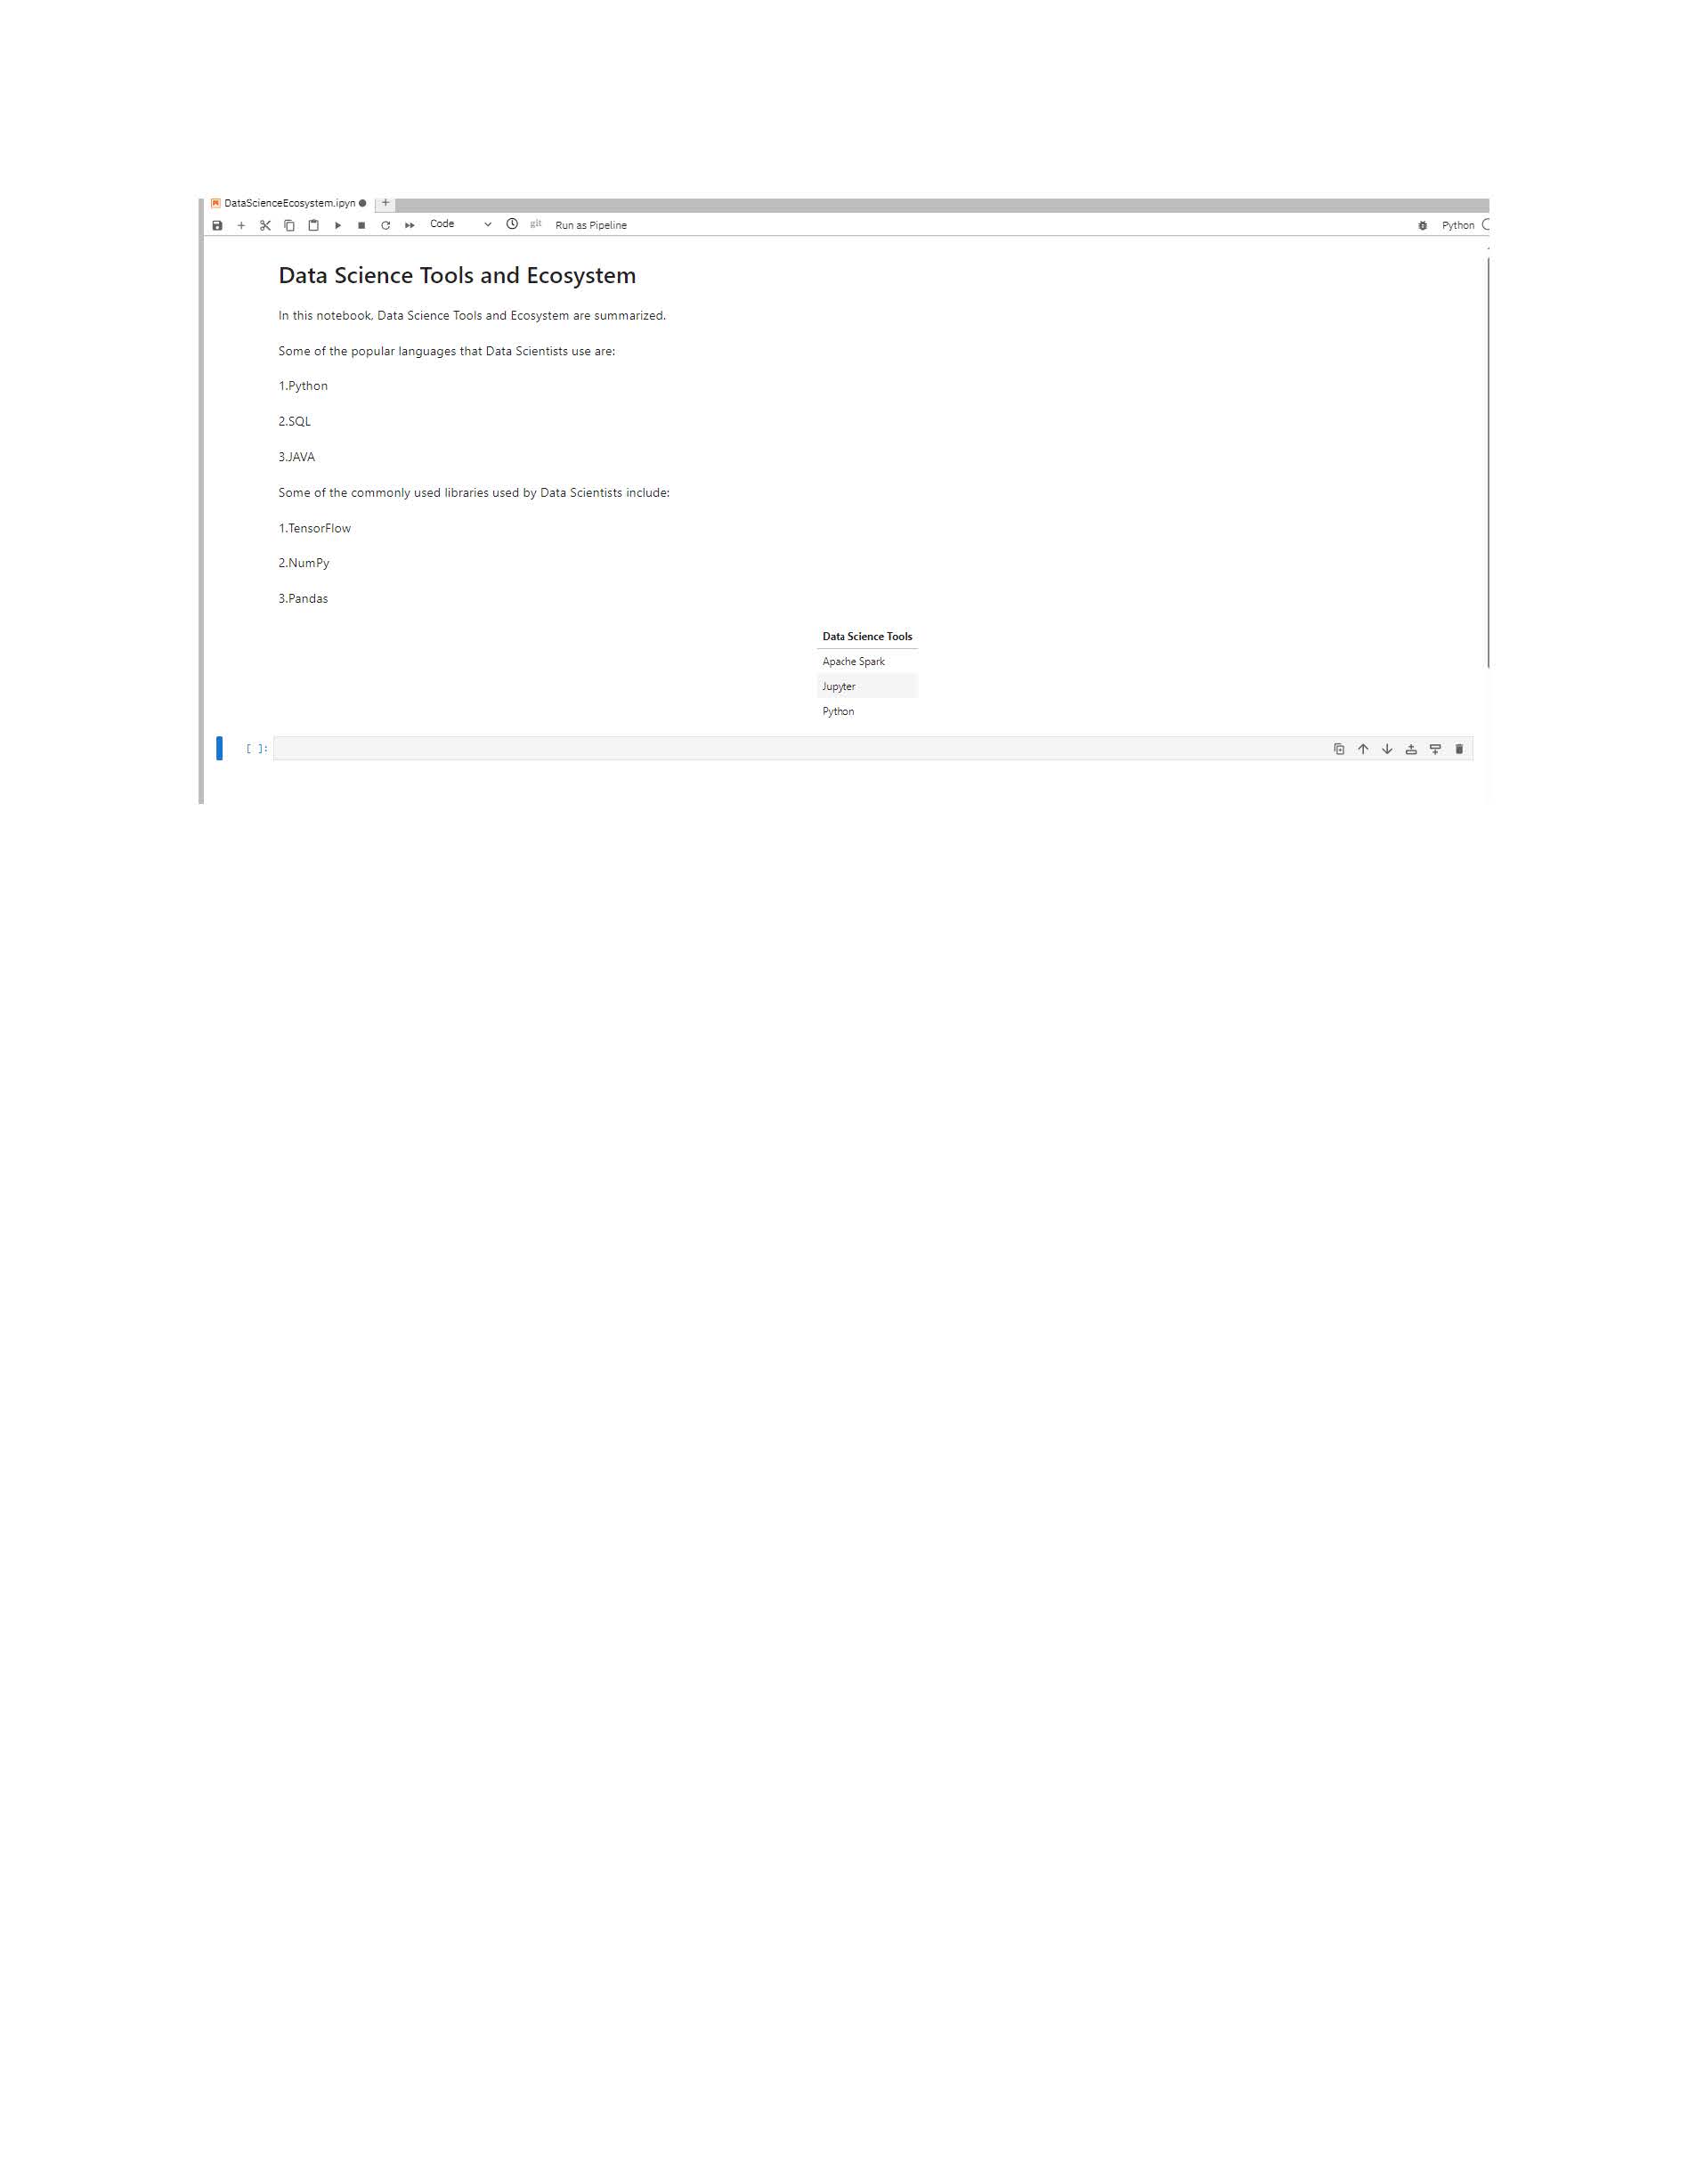 DataScienceEcosystem.ipyn
Code git Run as Pipeline Python
Data Science Tools and Ecosystem
In this notebook, Data Science Tools and Ecosystem are summarized.
Some of the popular languages that Data Scientists use are:
1.Python
2.SQL
3.JAVA
Some of the commonly used libraries used by Data Scientists include:
1.TensorFlow
2.NumPy
3.Pandas
Data Science Tools
Apache Spark
Jupyter
Python
[ ]: